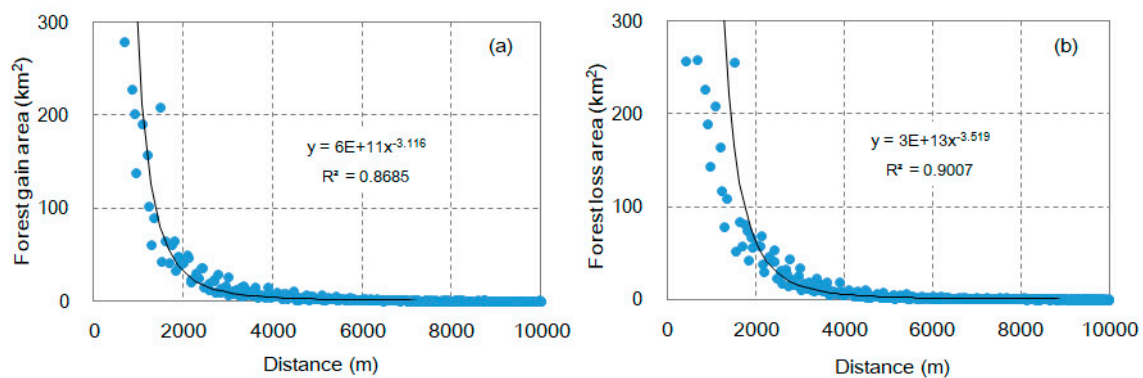 300
200
100
0
Forest gain area (km²)
(a)
y = 6E+11x^-3.116
R² = 0.8685
0 2000 4000 6000 8000 10000
Distance (m)
300
200
100
0
Forest loss area (km²)
(b)
y = 3E+13x^-3.519
R² = 0.9007
0 2000 4000 6000 8000 10000
Distance (m)